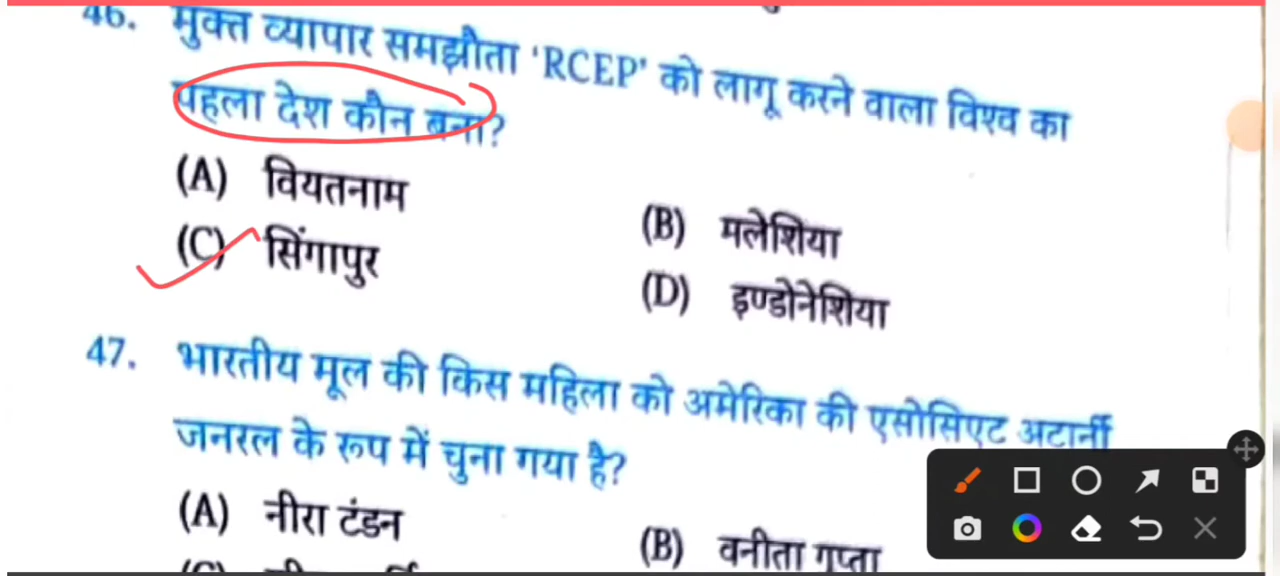 46. मुक्त व्यापार समझौता 'RCEP' को लागू करने वाला विश्व का
पहला देश कौन बना?
(A) वियतनाम
(B) मलेशिया
(C) सिंगापुर
(D) इण्डोनेशिया
47. भारतीय मूल की किस महिला को अमेरिका की एसोसिएट अटार्नी
जनरल के रूप में चुना गया है?
(A) नीरा टंडन
(B) वनीता गुप्ता
(C)